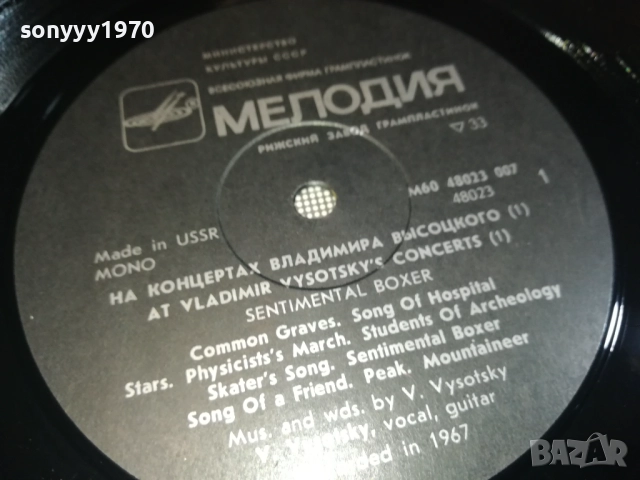 sonyyy1970
МИНИСТЕРСТВО
КУЛЬТУРЫ СССР
ВСЕСОЮЗНАЯ ФИРМА ГРАМПЛАСТИНОК
МЕЛОДИЯ
РИЖСКИЙ ЗАВОД ГРАМПЛАСТИНОК
▽ 33
М60 48023 007
48023
1
Made in USSR
MONO
НА КОНЦЕРТАХ ВЛАДИМИРА ВЫСОЦКОГО (1)
AT VLADIMIR VYSOTSKY'S CONCERTS (1)
SENTIMENTAL BOXER
Common Graves. Song Of Hospital
Stars. Physicists's March. Students Of Archeology
Skater's Song. Sentimental Boxer
Song Of a Friend. Peak. Mountaineer
Mus. and wds. by V. Vysotsky
V. Vysotsky, vocal, guitar
in 1967
BAZAR
.bg